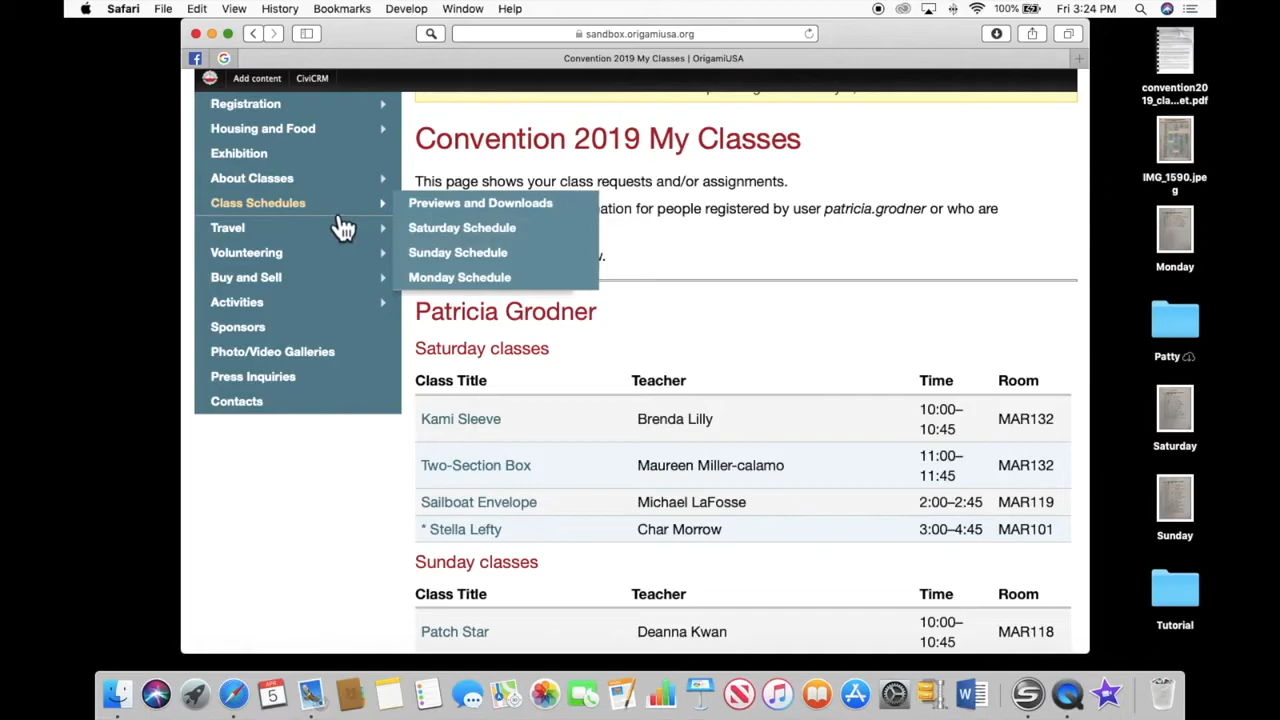 Safari File Edit View History Bookmarks Develop Window Help 100% Fri 3:24 PM
sandbox.origamiusa.org
Convention 2019 My Classes | OrigamiUSA
Add content CiviCRM
Registration
Housing and Food
Exhibition
About Classes
Class Schedules
Travel
Volunteering
Buy and Sell
Activities
Sponsors
Photo/Video Galleries
Press Inquiries
Contacts
Previews and Downloads
Saturday Schedule
Sunday Schedule
Monday Schedule
Convention 2019 My Classes
This page shows your class requests and/or assignments.
ation for people registered by user patricia.grodner or who are
Patricia Grodner
Saturday classes
Class Title Teacher Time Room
Kami Sleeve Brenda Lilly 10:00–10:45 MAR132
Two-Section Box Maureen Miller-calamo 11:00–11:45 MAR132
Sailboat Envelope Michael LaFosse 2:00–2:45 MAR119
* Stella Lefty Char Morrow 3:00–4:45 MAR101
Sunday classes
Class Title Teacher Time Room
Patch Star Deanna Kwan 10:00–10:45 MAR118
convention20
19_cla...et.pdf
IMG_1590.jpe
g
Monday
Patty
Saturday
Sunday
Tutorial
APR
5
W